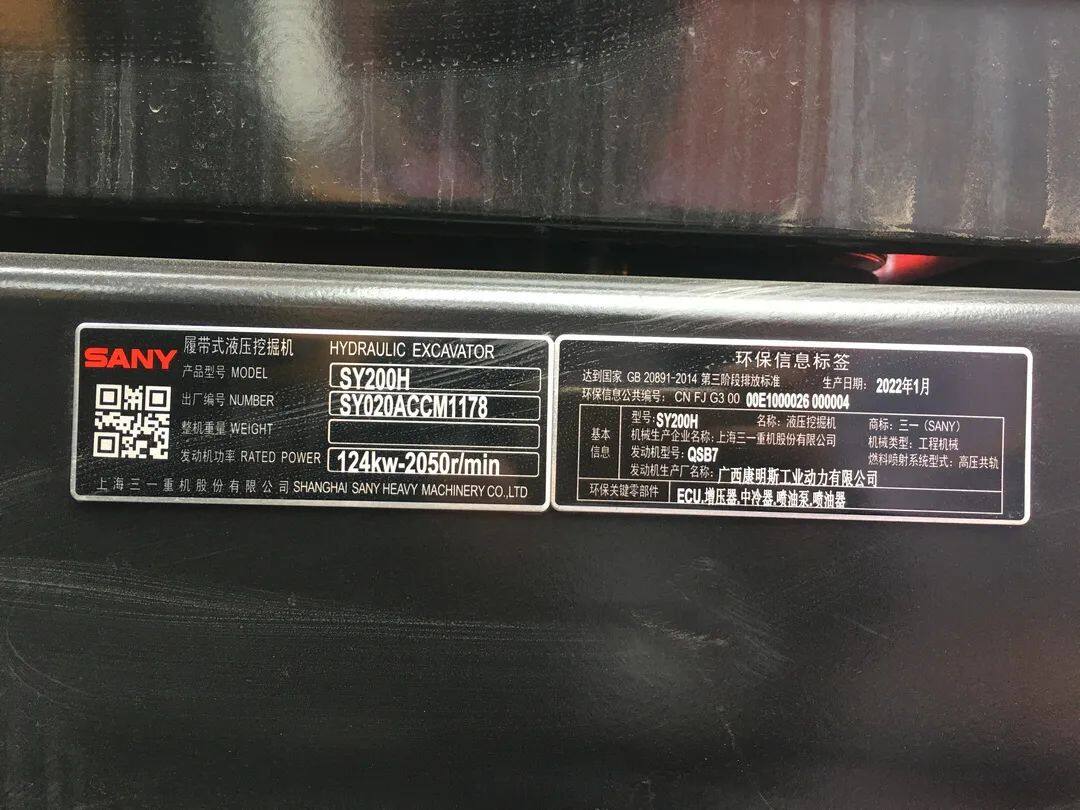 SANY 履带式液压挖掘机 HYDRAULIC EXCAVATOR
产品型号 MODEL SY200H
出厂编号 NUMBER SY020ACCM1178
整机重量 WEIGHT
发动机功率 RATED POWER 124kw-2050r/min
上海三一重机股份有限公司 SHANGHAI SANY HEAVY MACHINERY CO.,LTD
环保信息标签
达到国家 GB 20891-2014 第三阶段排放标准 生产日期: 2022年1月
环保信息公共编号: CN FJ G3 00 00E1000026 000004
基本信息
型号: SY200H 名称: 液压挖掘机 商标: 三一 (SANY)
机械生产企业名称: 上海三一重机股份有限公司 机械类型: 工程机械
发动机型号: QSB7 燃料喷射系统型式: 高压共轨
发动机生产厂名称: 广西康明斯工业动力有限公司
环保关键零部件 ECU,增压器,中冷器,喷油泵,喷油器